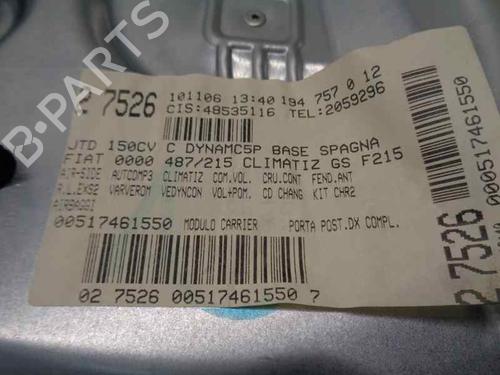 2 7526
101106 13:40 194 757 0 12
CIS:48535116 TEL:2059296
JTD 150CV C DYNAMC5P BASE SPAGNA
FIAT 0000 487/215 CLIMATIZ GS F215
AIR-SIDE AUTCOMP3 CLIMATIZ COM.VOL. CRU.CONT FEND.ANT
R.L.EKS2 VARVEROM VEDYNCON VOL+POM. CD CHANG KIT CHR2
AIRBAGGI
00517461550 MODULO CARRIER PORTA POST.DX COMPL.
02 7526 00517461550 7
2 7526
00517461550
B-PARTS